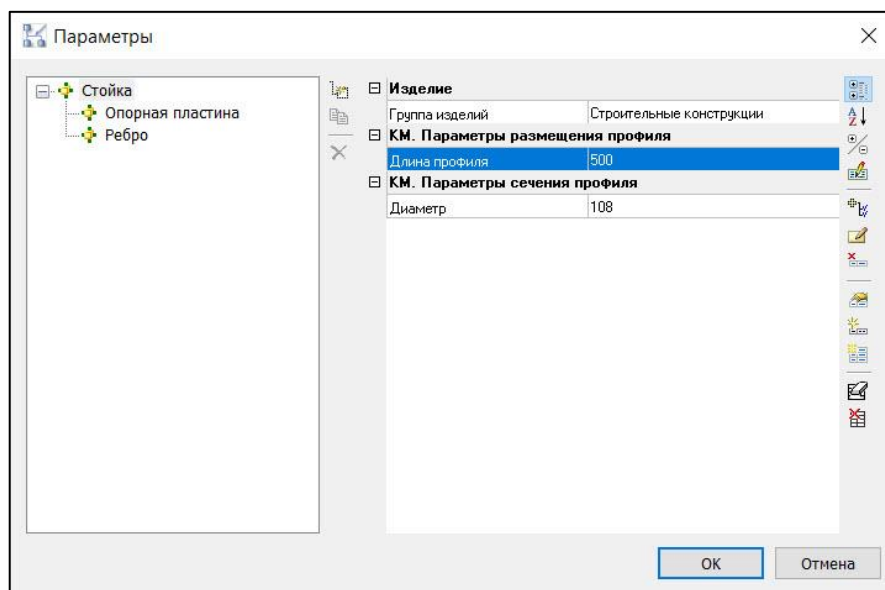 Параметры
Стойка
Опорная пластина
Ребро
Изделие
Группа изделий Строительные конструкции
КМ. Параметры размещения профиля
Длина профиля 500
КМ. Параметры сечения профиля
Диаметр 108
OK Отмена